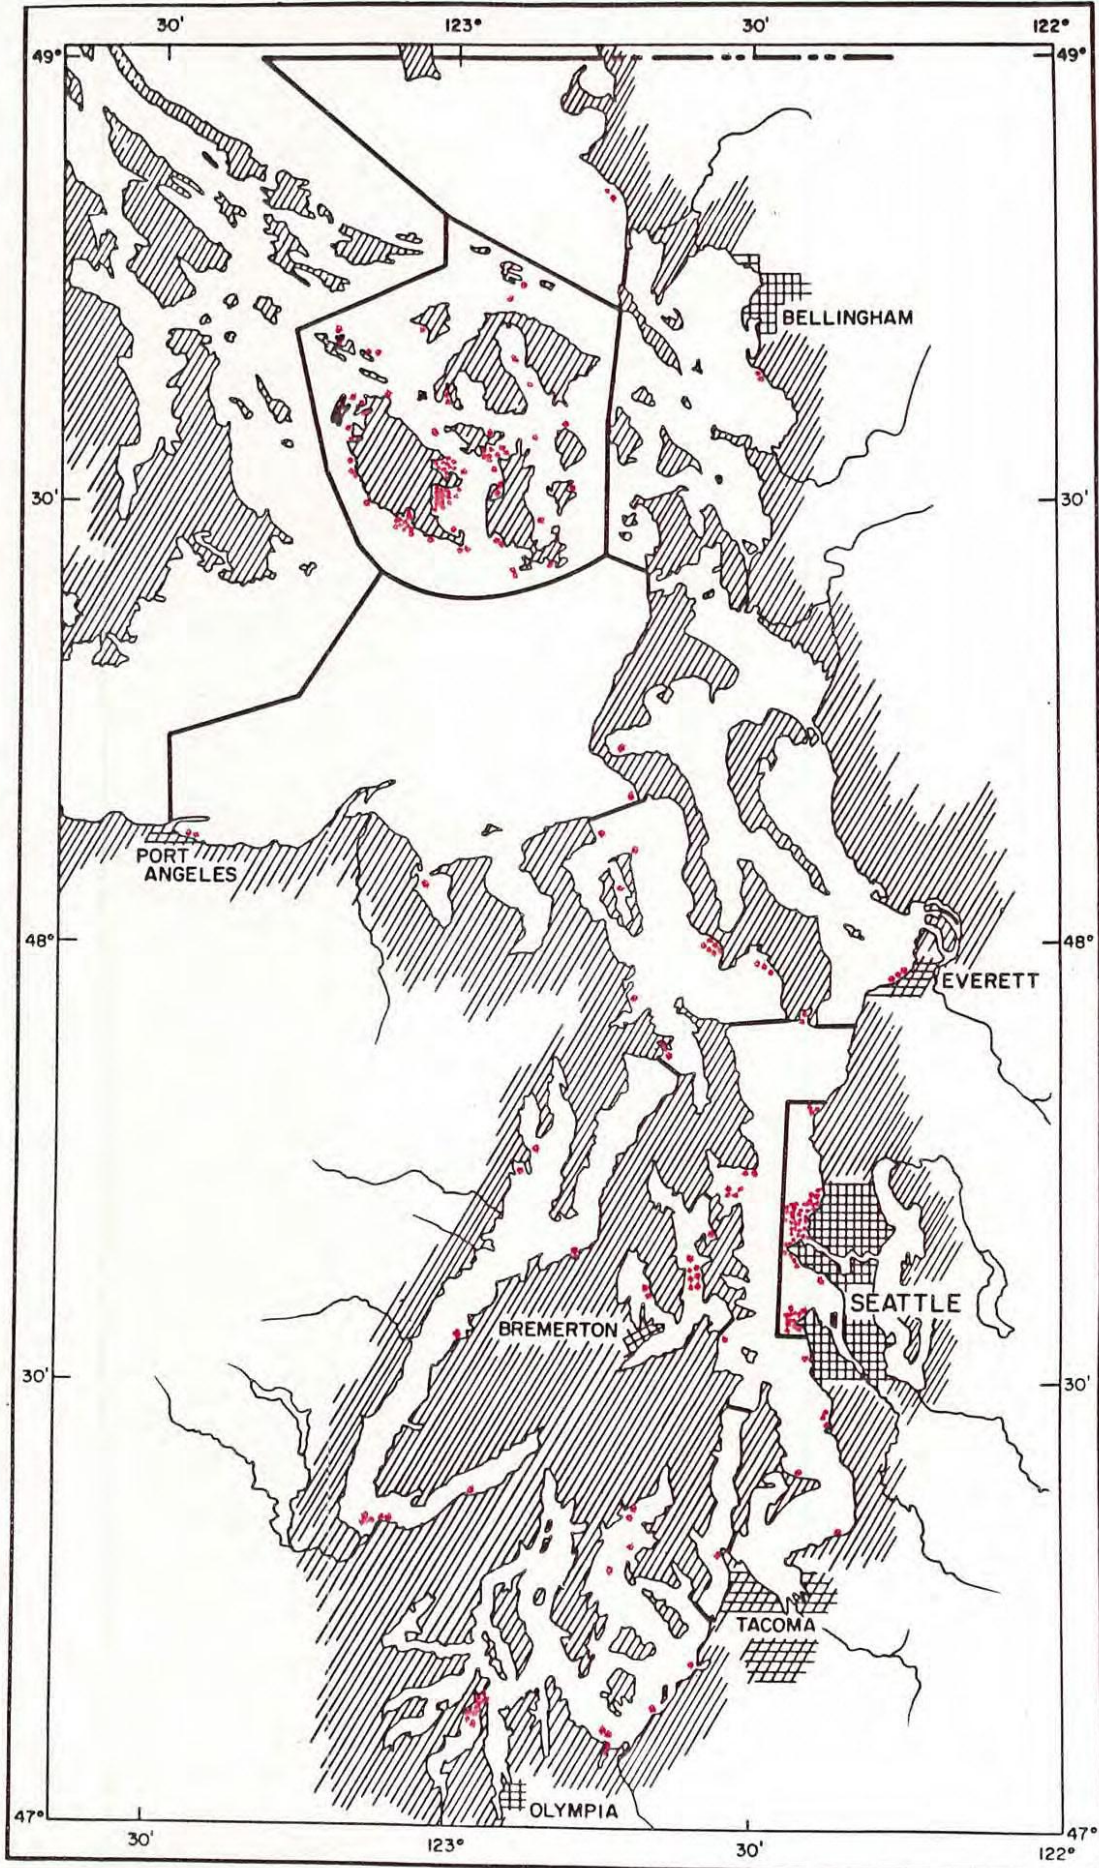 30'
123°
30'
122°
49°
49°
BELLINGHAM
30'
30'
PORT
ANGELES
48°
48°
EVERETT
SEATTLE
BREMERTON
30'
30'
TACOMA
OLYMPIA
47°
47°
30'
123°
30'
122°